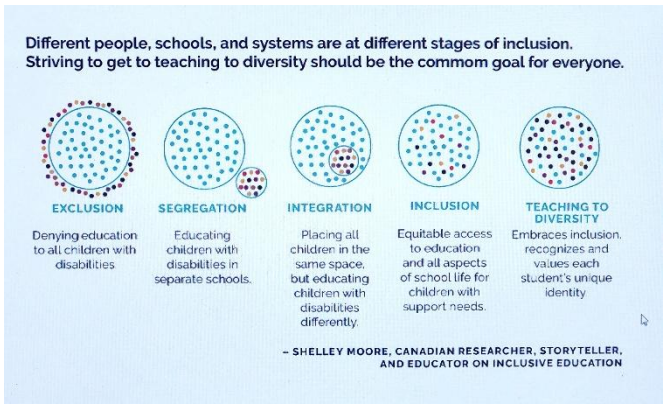 Different people, schools, and systems are at different stages of inclusion.
Striving to get to teaching to diversity should be the commom goal for everyone.
EXCLUSION
Denying education
to all children with
disabilities
SEGREGATION
Educating
children with
disabilities in
separate schools.
INTEGRATION
Placing all
children in the
same space,
but educating
children with
disabilities
differently.
INCLUSION
Equitable access
to education
and all aspects
of school life for
children with
support needs.
TEACHING TO
DIVERSITY
Embraces inclusion,
recognizes and
values each
student's unique
identity
– SHELLEY MOORE, CANADIAN RESEARCHER, STORYTELLER,
AND EDUCATOR ON INCLUSIVE EDUCATION